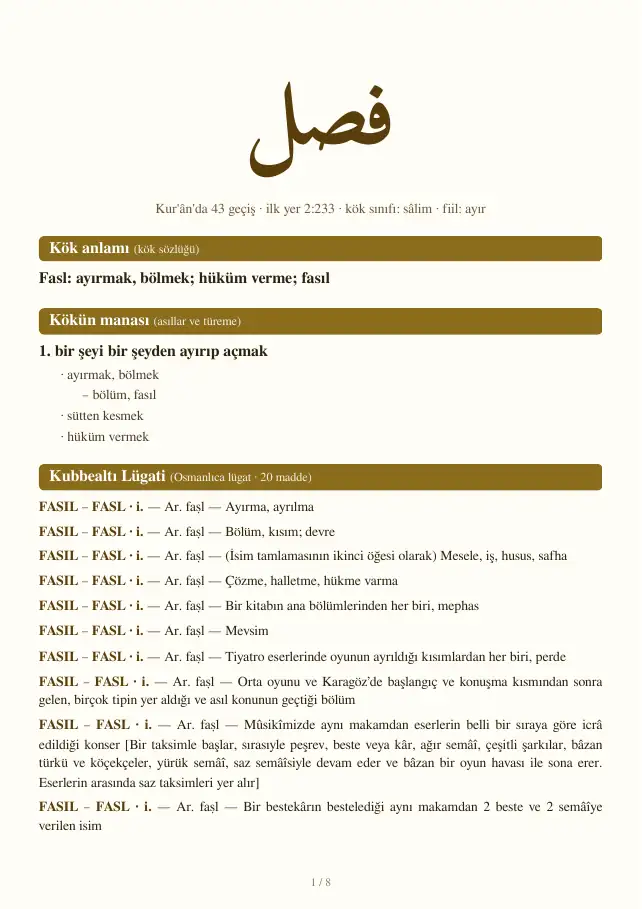 فصل
Kur'ân'da 43 geçiş · ilk yer 2:233 · kök sınıfı: sâlim · fiil: ayır
Kök anlamı (kök sözlüğü)
Fasl: ayırmak, bölmek; hüküm verme; fasıl
Kökün manası (asıllar ve türeme)
1. bir şeyi bir şeyden ayırıp açmak
· ayırmak, bölmek
– bölüm, fasıl
· sütten kesmek
· hüküm vermek
Kubbealtı Lügati (Osmanlıca lügat · 20 madde)
FASIL – FASL · i. — Ar. faṣl — Ayırma, ayrılma
FASIL – FASL · i. — Ar. faṣl — Bölüm, kısım; devre
FASIL – FASL · i. — Ar. faṣl — (İsim tamlamasının ikinci öğesi olarak) Mesele, iş, husus, safha
FASIL – FASL · i. — Ar. faṣl — Çözme, halletme, hükme varma
FASIL – FASL · i. — Ar. faṣl — Bir kitabın ana bölümlerinden her biri, mephas
FASIL – FASL · i. — Ar. faṣl — Mevsim
FASIL – FASL · i. — Ar. faṣl — Tiyatro eserlerinde oyunun ayrıldığı kısımlardan her biri, perde
FASIL – FASL · i. — Ar. faṣl — Orta oyunu ve Karagöz'de başlangıç ve konuşma kısmından sonra
gelen, birçok tipin yer aldığı ve asıl konunun geçtiği bölüm
FASIL – FASL · i. — Ar. faṣl — Mûsikîmizde aynı makamdan eserlerin belli bir sıraya göre icrâ
edildiği konser [Bir taksimle başlar, sırasıyle peşrev, beste veya kâr, ağır semâî, çeşitli şarkılar, bâzan
türkü ve köçekçeler, yürük semâî, saz semâîsiyle devam eder ve bâzan bir oyun havası ile sona erer.
Eserlerin arasında saz taksimleri yer alır]
FASIL – FASL · i. — Ar. faṣl — Bir bestekârın bestelediği aynı makamdan 2 beste ve 2 semâîye
verilen isim
1 / 8